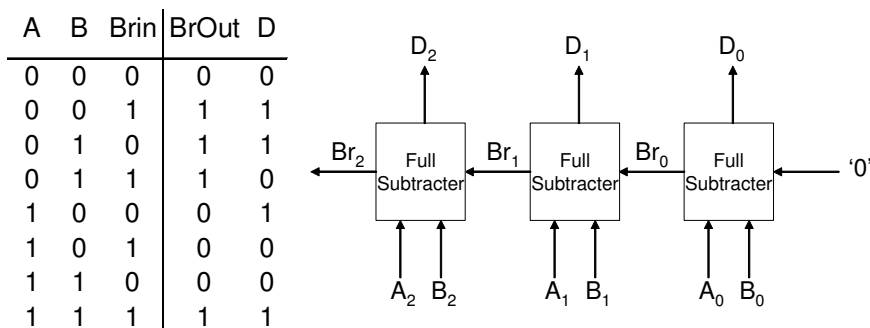 A B Brin BrOut D
0 0 0 0 0
0 0 1 1 1
0 1 0 1 1
0 1 1 1 0
1 0 0 0 1
1 0 1 0 0
1 1 0 0 0
1 1 1 1 1
D2 D1 D0
Br2 Full Subtracter Br1 Full Subtracter Br0 Full Subtracter '0'
A2 B2 A1 B1 A0 B0